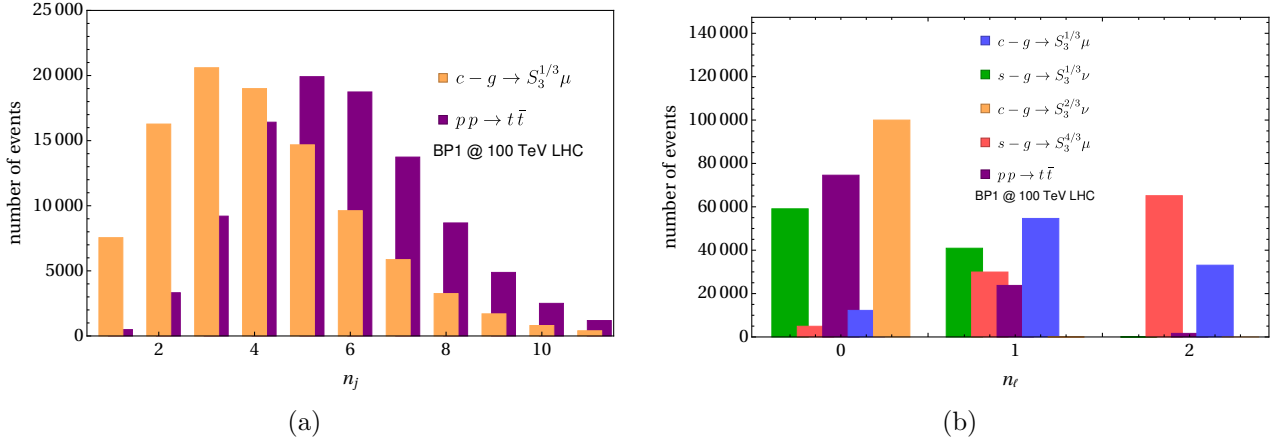 25 000
20 000
15 000
10 000
5000
0
number of events
2
4
6
8
10
n_j
c − g → S_3^{1/3} μ
p p → t t̄
BP1 @ 100 TeV LHC
(a)
140 000
120 000
100 000
80 000
60 000
40 000
20 000
0
number of events
0
1
2
n_ℓ
c − g → S_3^{1/3} μ
s − g → S_3^{1/3} ν
c − g → S_3^{2/3} ν
s − g → S_3^{4/3} μ
p p → t t̄
BP1 @ 100 TeV LHC
(b)